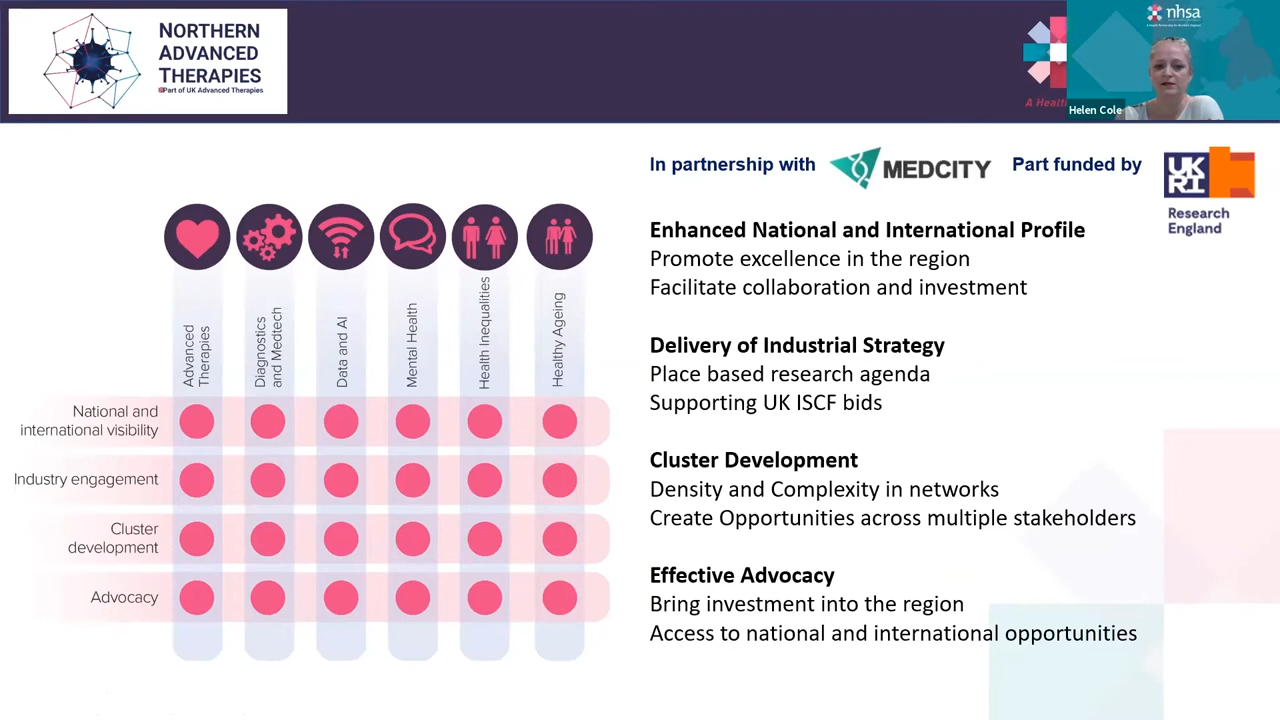 NORTHERN
ADVANCED
THERAPIES
Part of UK Advanced Therapies
A Heal
nhsa
Helen Cole
In partnership with
MEDCITY
Part funded by
UK
RI
Research
England
Advanced
Therapies
Diagnostics
and Medtech
Data and AI
Mental Health
Health Inequalities
Healthy Ageing
National and
international visibility
Industry engagement
Cluster
development
Advocacy
Enhanced National and International Profile
Promote excellence in the region
Facilitate collaboration and investment
Delivery of Industrial Strategy
Place based research agenda
Supporting UK ISCF bids
Cluster Development
Density and Complexity in networks
Create Opportunities across multiple stakeholders
Effective Advocacy
Bring investment into the region
Access to national and international opportunities